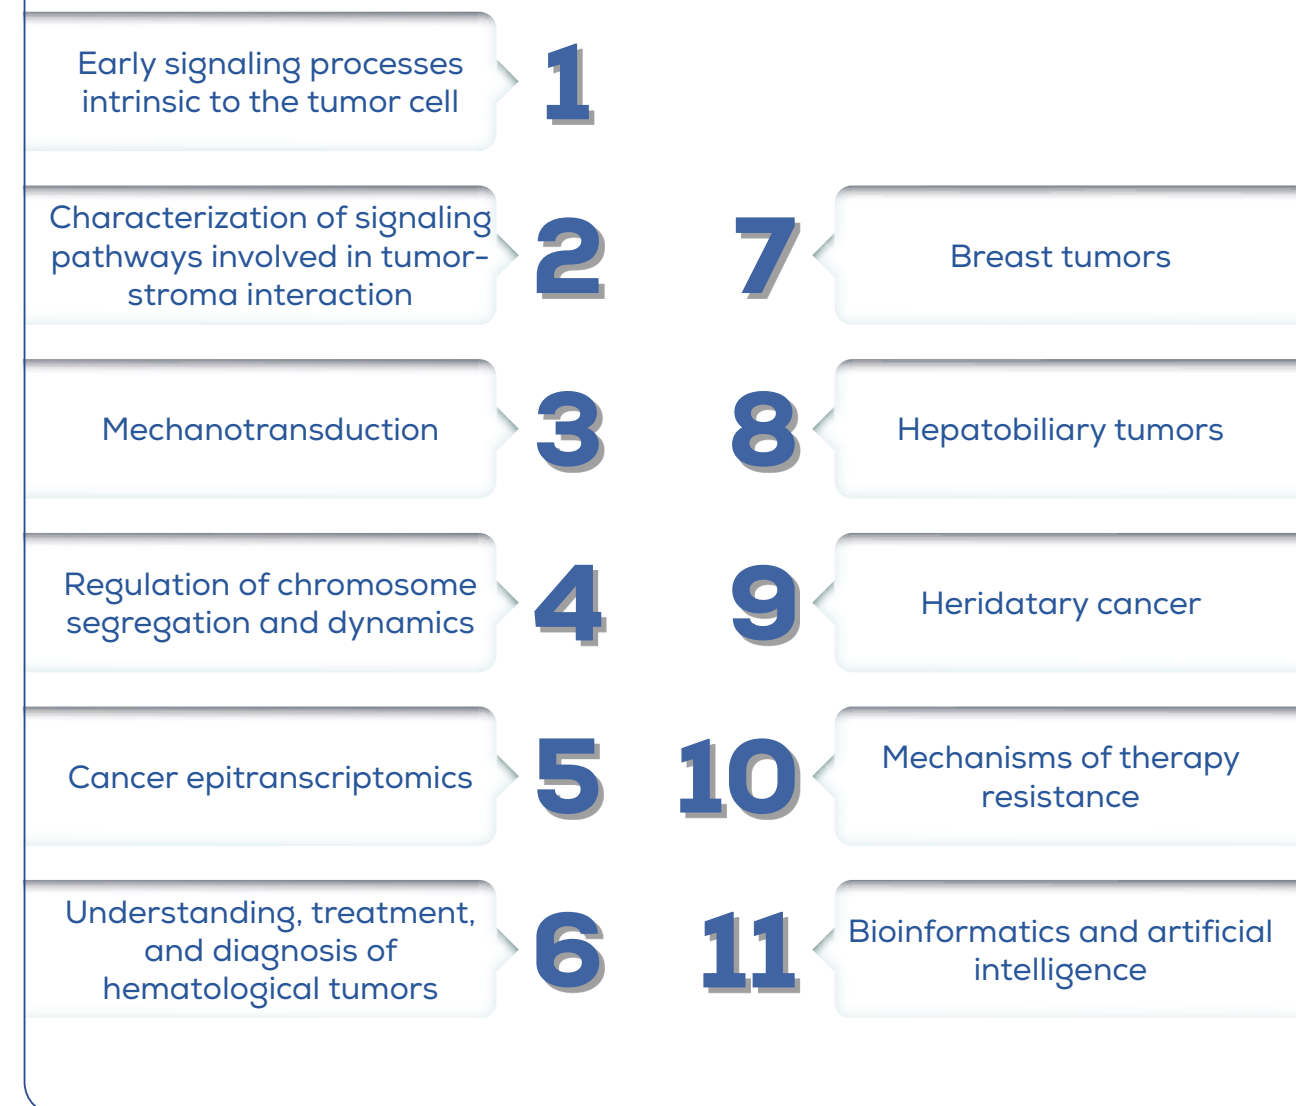 Early signaling processes
intrinsic to the tumor cell
1
Characterization of signaling
pathways involved in tumor-
stroma interaction
2
Mechanotransduction
3
Regulation of chromosome
segregation and dynamics
4
Cancer epitranscriptomics
5
Understanding, treatment,
and diagnosis of
hematological tumors
6
7
Breast tumors
8
Hepatobiliary tumors
9
Heridatary cancer
10
Mechanisms of therapy
resistance
11
Bioinformatics and artificial
intelligence